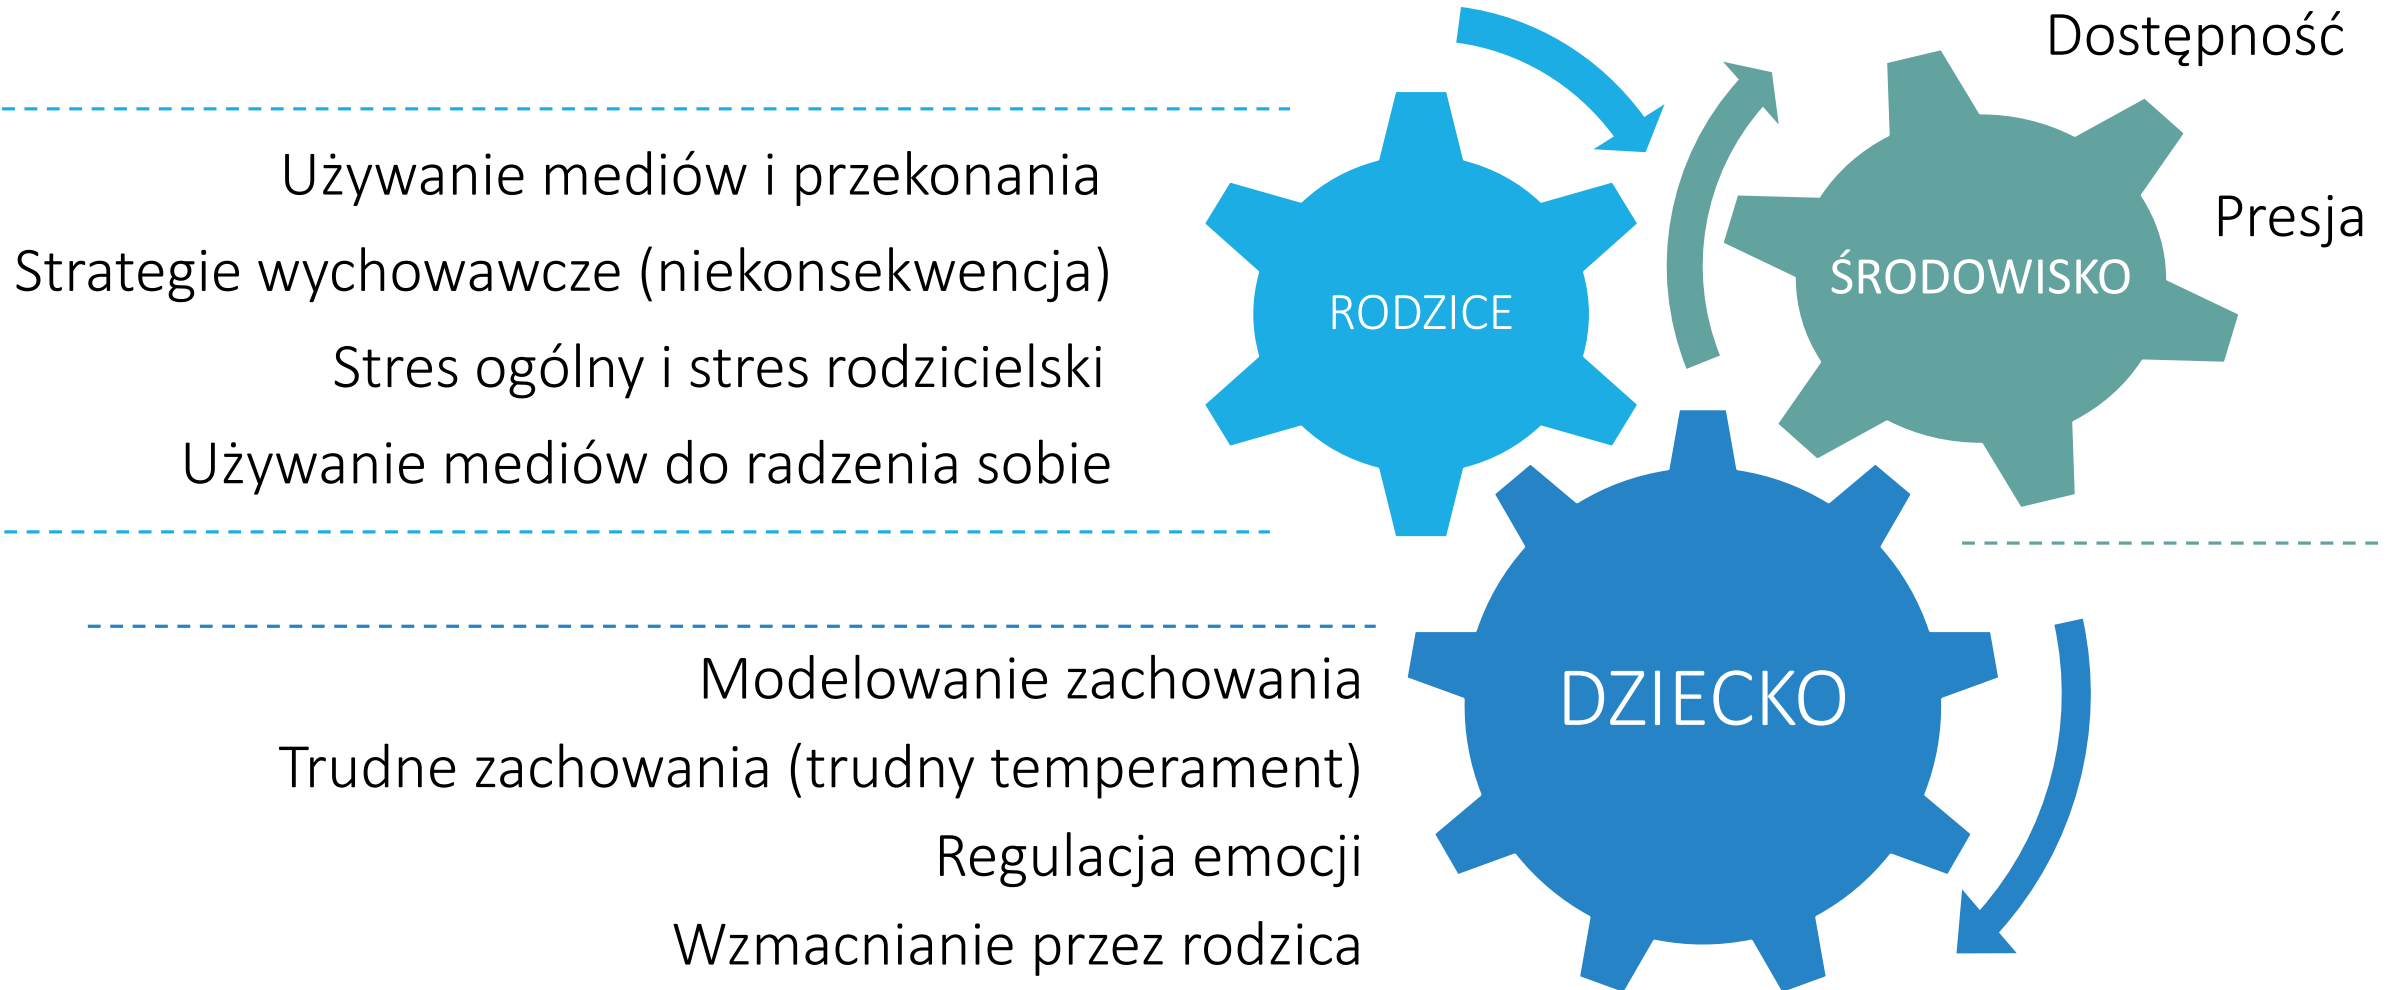 Dostępność
Presja
ŚRODOWISKO
Używanie mediów i przekonania
Strategie wychowawcze (niekonsekwencja)
Stres ogólny i stres rodzicielski
Używanie mediów do radzenia sobie
RODZICE
Modelowanie zachowania
Trudne zachowania (trudny temperament)
Regulacja emocji
Wzmacnianie przez rodzica
DZIECKO